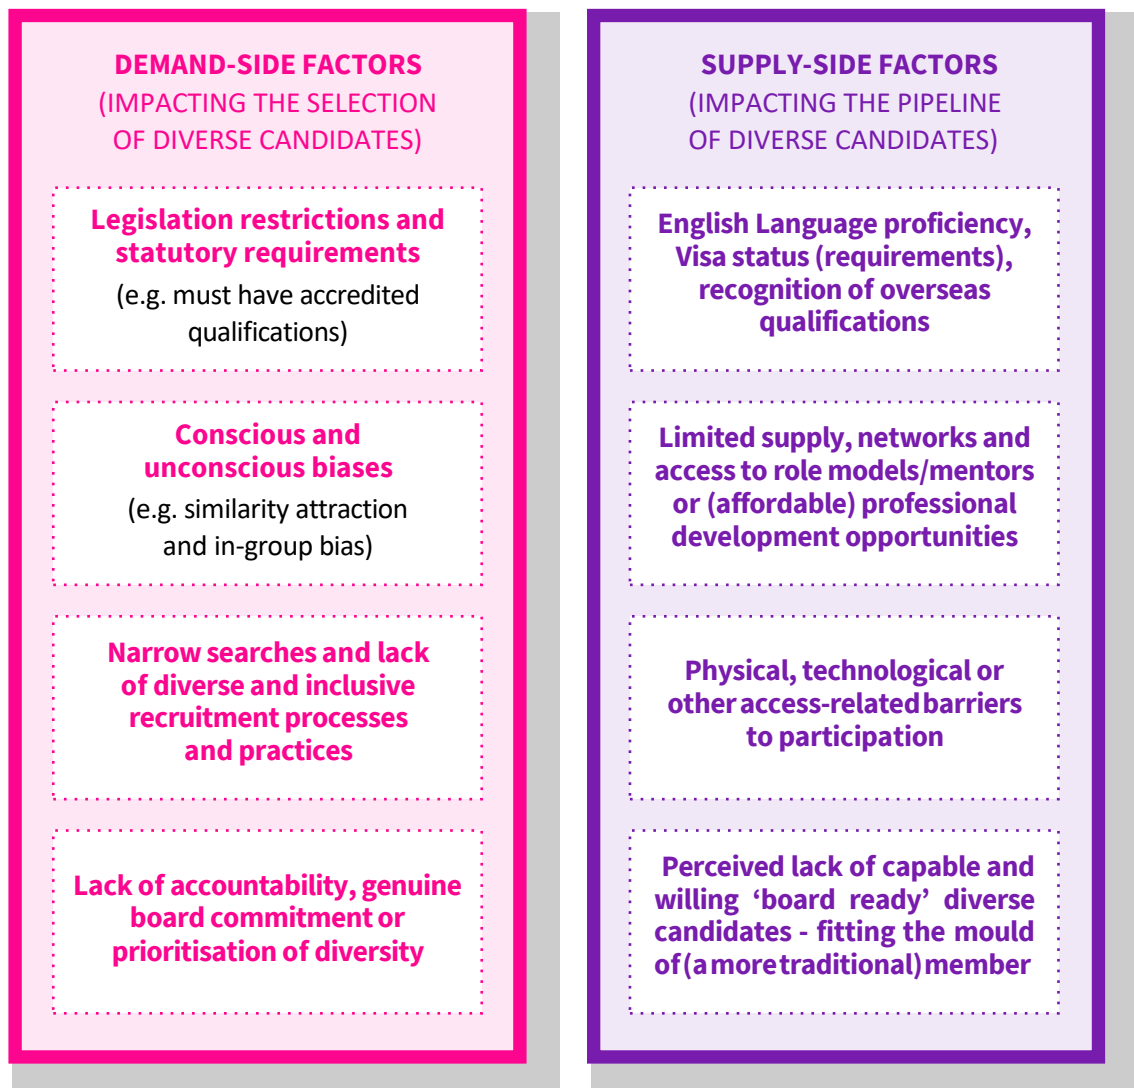 DEMAND-SIDE FACTORS
(IMPACTING THE SELECTION
OF DIVERSE CANDIDATES)
Legislation restrictions and
statutory requirements
(e.g. must have accredited
qualifications)
Conscious and
unconscious biases
(e.g. similarity attraction
and in-group bias)
Narrow searches and lack
of diverse and inclusive
recruitment processes
and practices
Lack of accountability, genuine
board commitment or
prioritisation of diversity
SUPPLY-SIDE FACTORS
(IMPACTING THE PIPELINE
OF DIVERSE CANDIDATES)
English Language proficiency,
Visa status (requirements),
recognition of overseas
qualifications
Limited supply, networks and
access to role models/mentors
or (affordable) professional
development opportunities
Physical, technological or
other access-related barriers
to participation
Perceived lack of capable and
willing ‘board ready’ diverse
candidates - fitting the mould
of (a more traditional) member